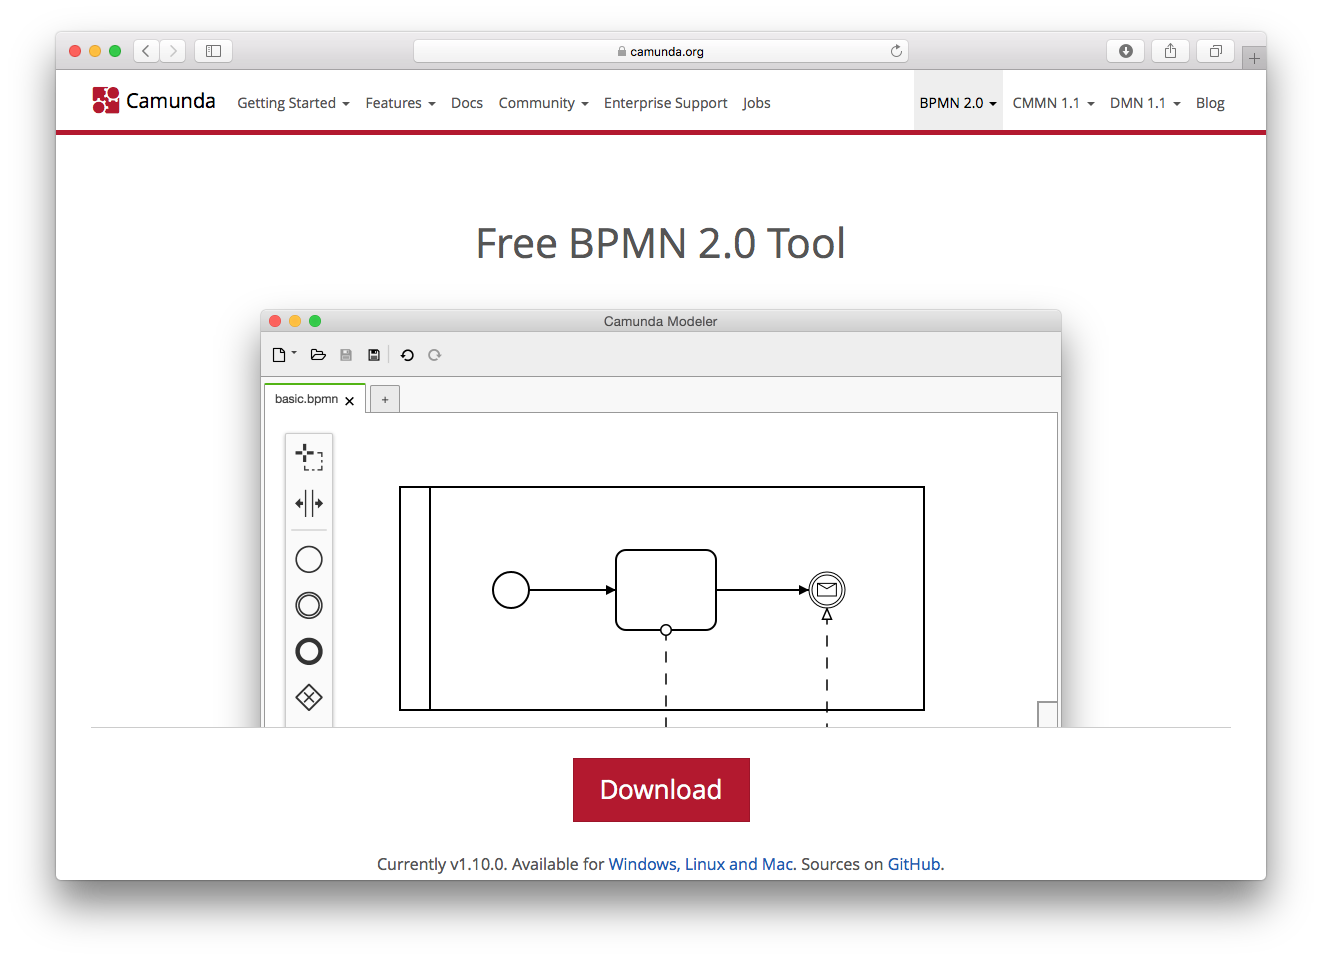 camunda.org
Camunda Getting Started Features Docs Community Enterprise Support Jobs BPMN 2.0 CMMN 1.1 DMN 1.1 Blog
Free BPMN 2.0 Tool
Camunda Modeler
basic.bpmn
Download
Currently v1.10.0. Available for Windows, Linux and Mac. Sources on GitHub.